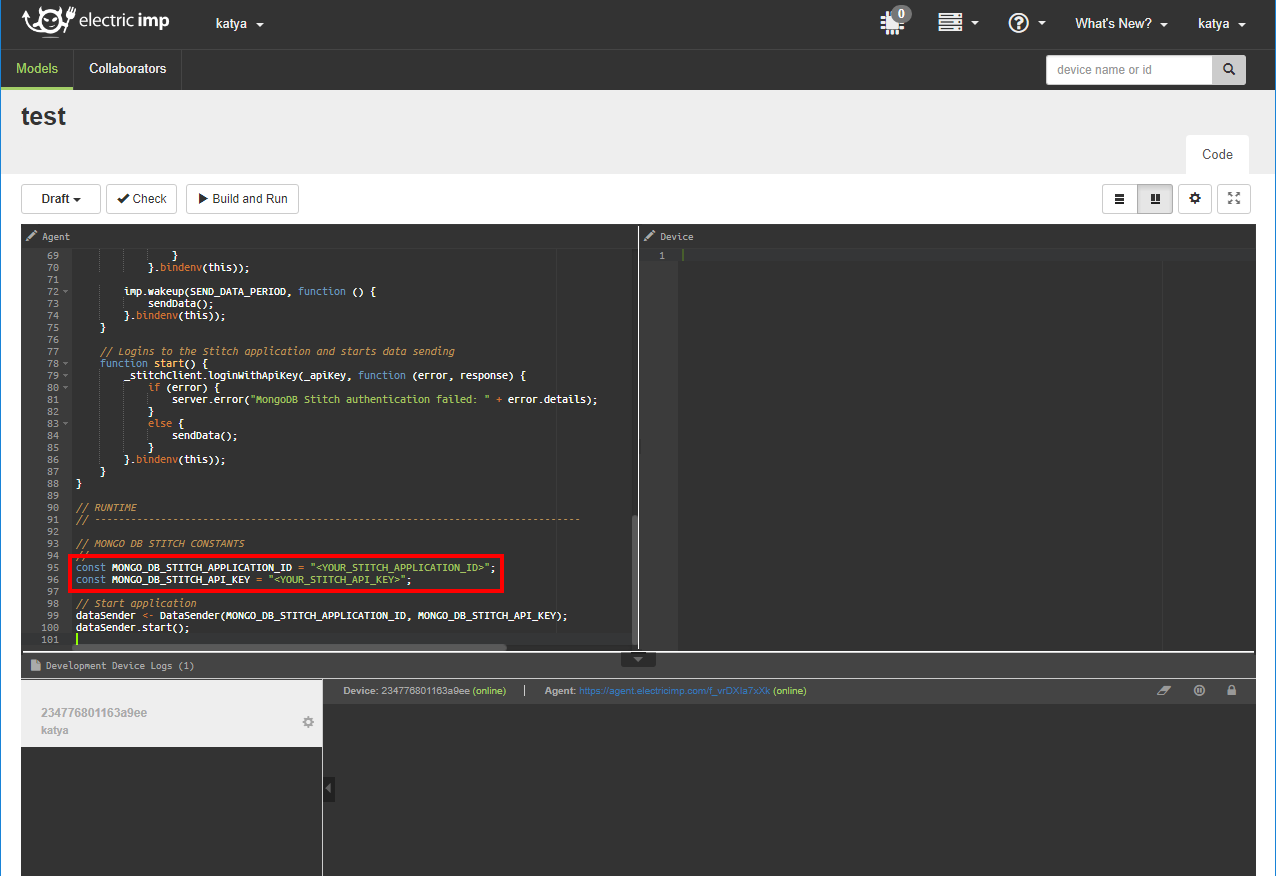 electric imp
katya
0
What's New?
katya
Models
Collaborators
device name or id
test
Code
Draft
Check
Build and Run
Agent
Device
69 }
70 }.bindenv(this));
71
72 imp.wakeup(SEND_DATA_PERIOD, function () {
73 sendData();
74 }.bindenv(this));
75 }
76
77 // Logins to the Stitch application and starts data sending
78 function start() {
79 _stitchClient.loginWithApiKey(_apiKey, function (error, response) {
80 if (error) {
81 server.error("MongoDB Stitch authentication failed: " + error.details);
82 }
83 else {
84 sendData();
85 }
86 }.bindenv(this));
87 }
88 }
89
90 // RUNTIME
91 // ---------------------------------------------------------------------------------
92
93 // MONGO DB STITCH CONSTANTS
94 //
95 const MONGO_DB_STITCH_APPLICATION_ID = "<YOUR_STITCH_APPLICATION_ID>";
96 const MONGO_DB_STITCH_API_KEY = "<YOUR_STITCH_API_KEY>";
97
98 // Start application
99 dataSender <- DataSender(MONGO_DB_STITCH_APPLICATION_ID, MONGO_DB_STITCH_API_KEY);
100 dataSender.start();
101
1
Development Device Logs (1)
234776801163a9ee
katya
Device: 234776801163a9ee (online) | Agent: https://agent.electricimp.com/f_vrDXIa7xXk (online)